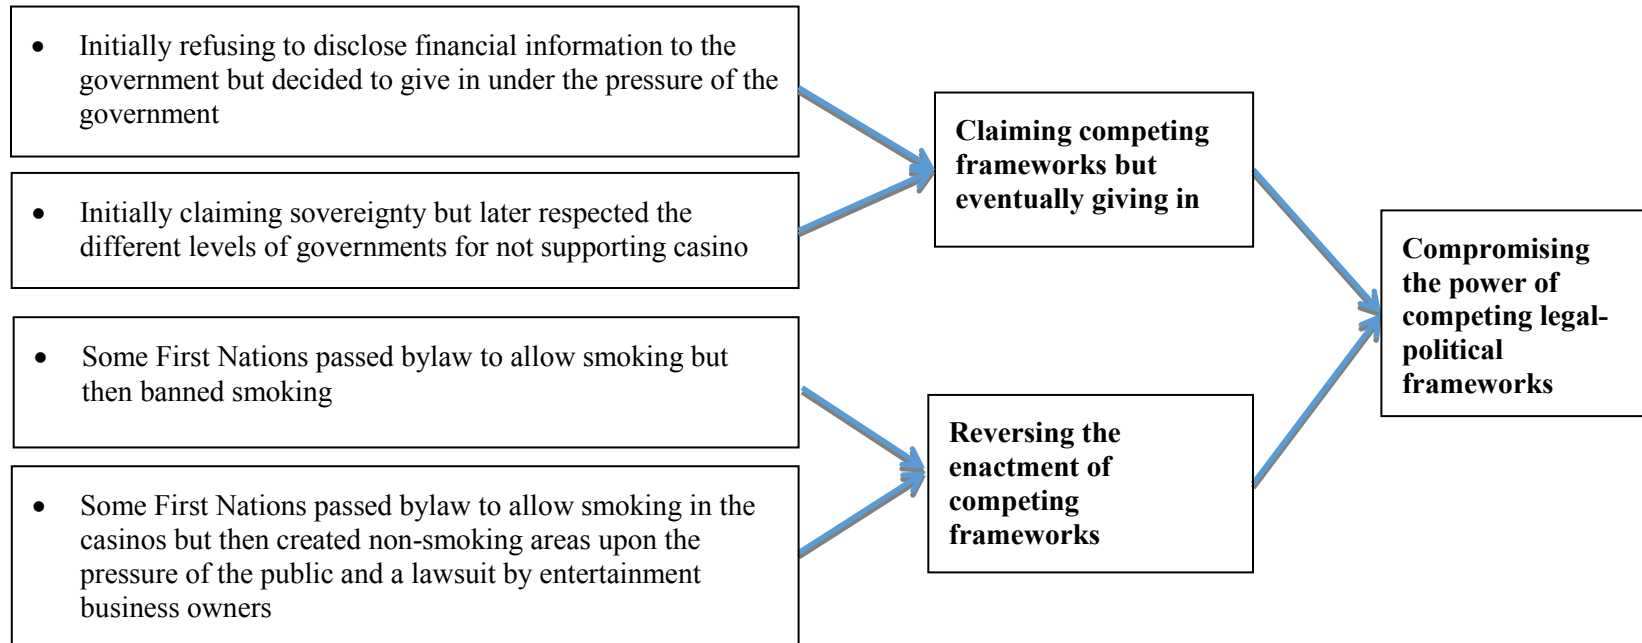 • Initially refusing to disclose financial information to the
government but decided to give in under the pressure of the
government
• Initially claiming sovereignty but later respected the
different levels of governments for not supporting casino
• Some First Nations passed bylaw to allow smoking but
then banned smoking
• Some First Nations passed bylaw to allow smoking in the
casinos but then created non-smoking areas upon the
pressure of the public and a lawsuit by entertainment
business owners
Claiming competing
frameworks but
eventually giving in
Reversing the
enactment of
competing
frameworks
Compromising
the power of
competing legal-
political
frameworks